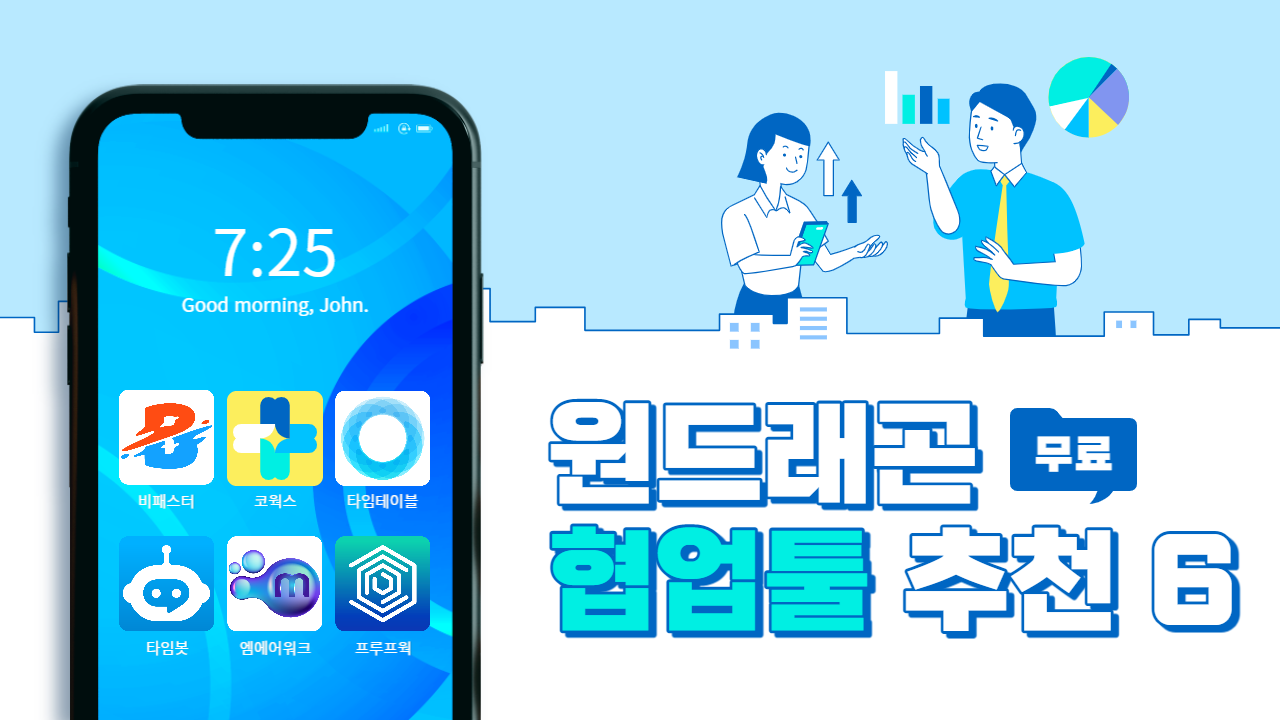 7:25
Good morning, John.
비패스터 코웍스 타임테이블
m
타임봇 엠에어워크 프루프웍
원드래곤 무료
협업툴 추천 6